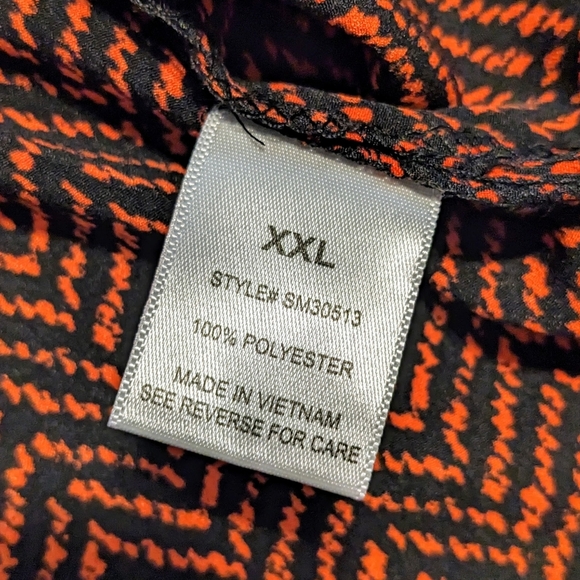 XXL
STYLE# SM30513
100% POLYESTER
MADE IN VIETNAM
SEE REVERSE FOR CARE